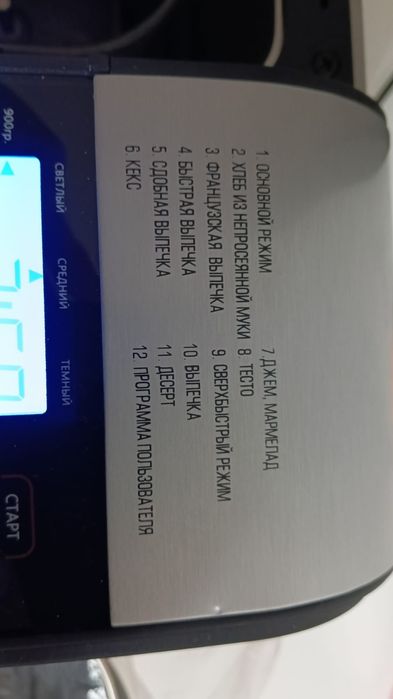 1. ОСНОВНОЙ РЕЖИМ
2. ХЛЕБ ИЗ НЕПРОСЕЯННОЙ МУКИ
3. ФРАНЦУЗСКАЯ ВЫПЕЧКА
4. БЫСТРАЯ ВЫПЕЧКА
5. СДОБНАЯ ВЫПЕЧКА
6. КЕКС
7. ДЖЕМ, МАРМЕЛАД
8. ТЕСТО
9. СВЕРХБЫСТРЫЙ РЕЖИМ
10. ВЫПЕЧКА
11. ДЕСЕРТ
12. ПРОГРАММА ПОЛЬЗОВАТЕЛЯ
СВЕТЛЫЙ СРЕДНИЙ ТЕМНЫЙ
900гр.
СТАРТ